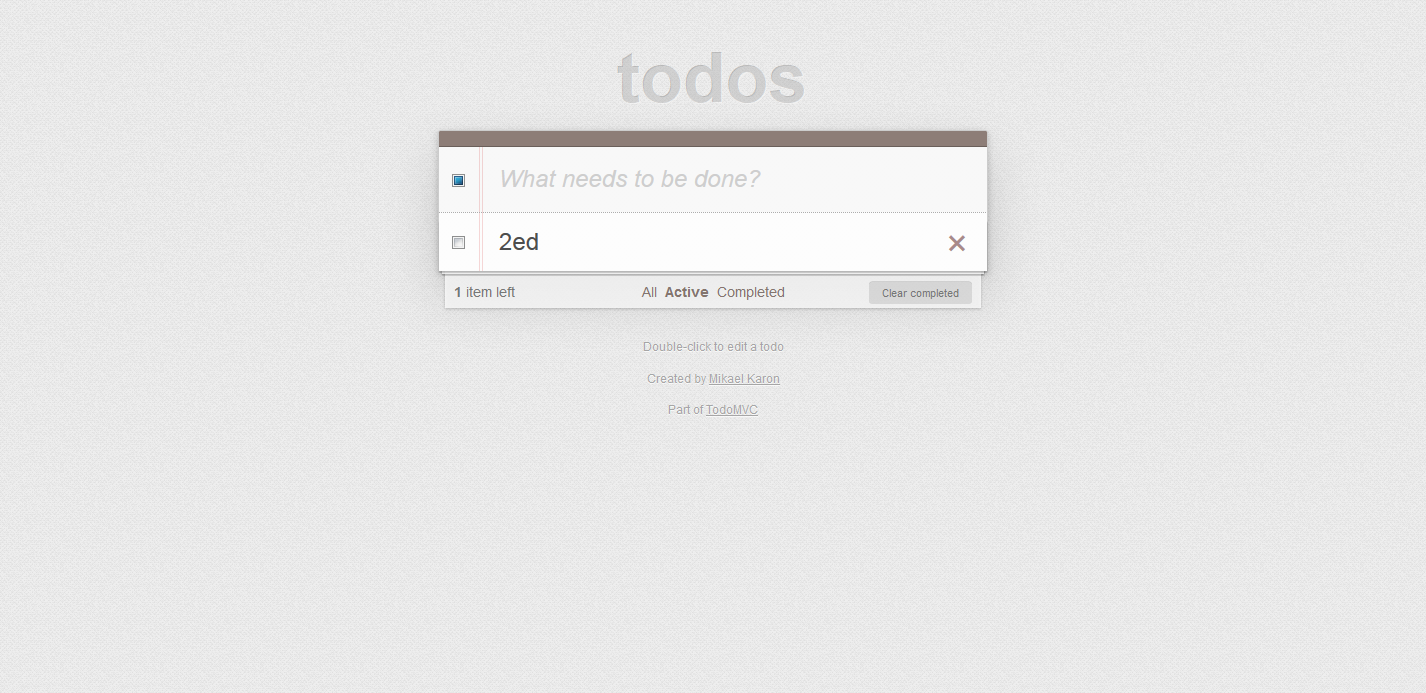 todos
What needs to be done?
2ed
1 item left All Active Completed Clear completed
Double-click to edit a todo
Created by Mikael Karon
Part of TodoMVC